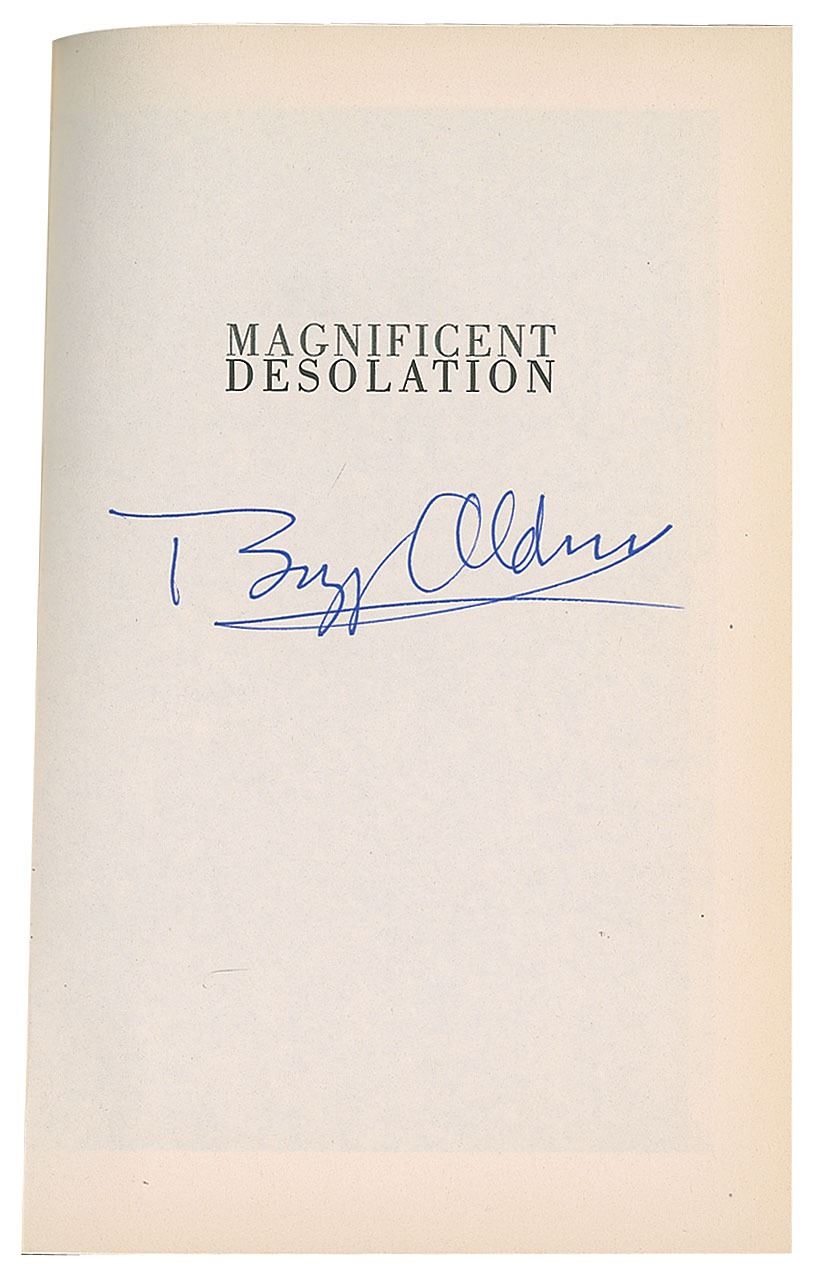 MAGNIFICENT
DESOLATION
Buzz Aldrin